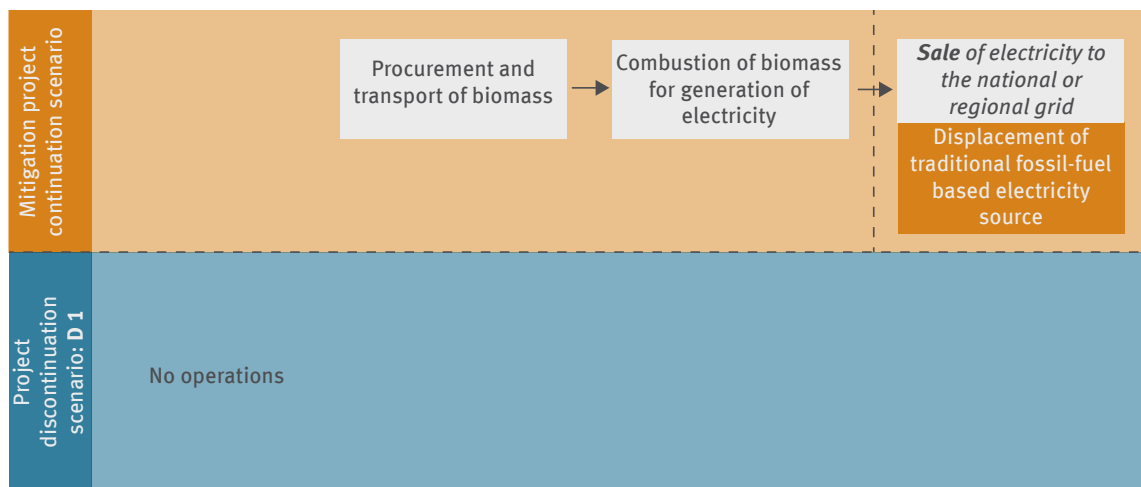 Mitigation project
continuation scenario
Procurement and
transport of biomass
Combustion of biomass
for generation of
electricity
Sale of electricity to
the national or
regional grid
Displacement of
traditional fossil-fuel
based electricity
source
Project
discontinuation
scenario: D 1
No operations